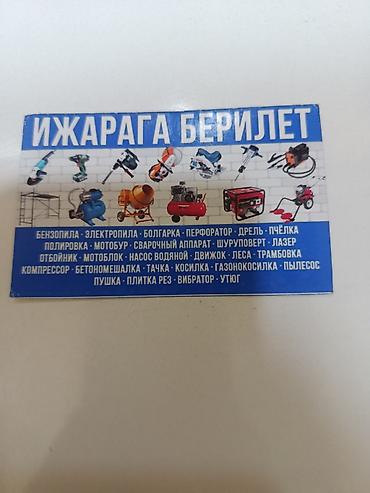 ИЖАРАГА БЕРИЛЕТ
БЕНЗОПИЛА · ЭЛЕКТРОПИЛА · БОЛГАРКА · ПЕРФОРАТОР · ДРЕЛЬ · ПЧЁЛКА
ПОЛИРОВКА · МОТОБУР · СВАРОЧНЫЙ АППАРАТ · ШУРУПОВЕРТ · ЛАЗЕР
ОТБОЙНИК · МОТОБЛОК · НАСОС ВОДЯНОЙ · ДВИЖОК · ЛЕСА · ТРАМБОВКА
КОМПРЕССОР · БЕТОНОМЕШАЛКА · ТАЧКА · КОСИЛКА · ГАЗОНОКОСИЛКА · ПЫЛЕСОС
ПУШКА · ПЛИТКА РЕЗ · ВИБРАТОР · УТЮГ